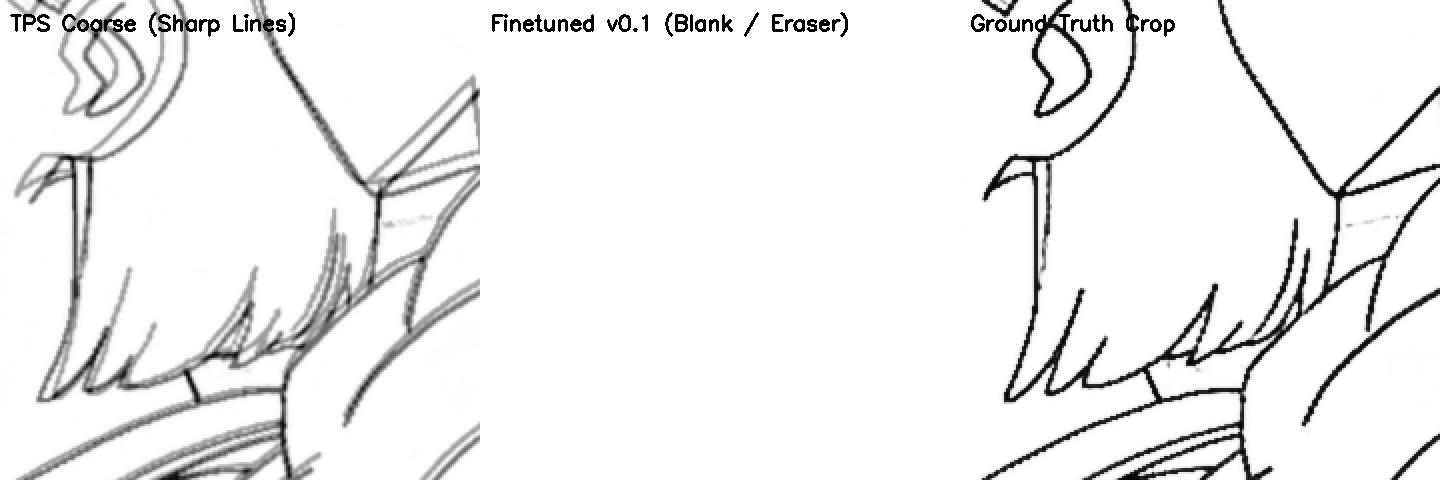 TPS Coarse (Sharp Lines)
Finetuned v0.1 (Blank / Eraser)
Ground Truth Crop